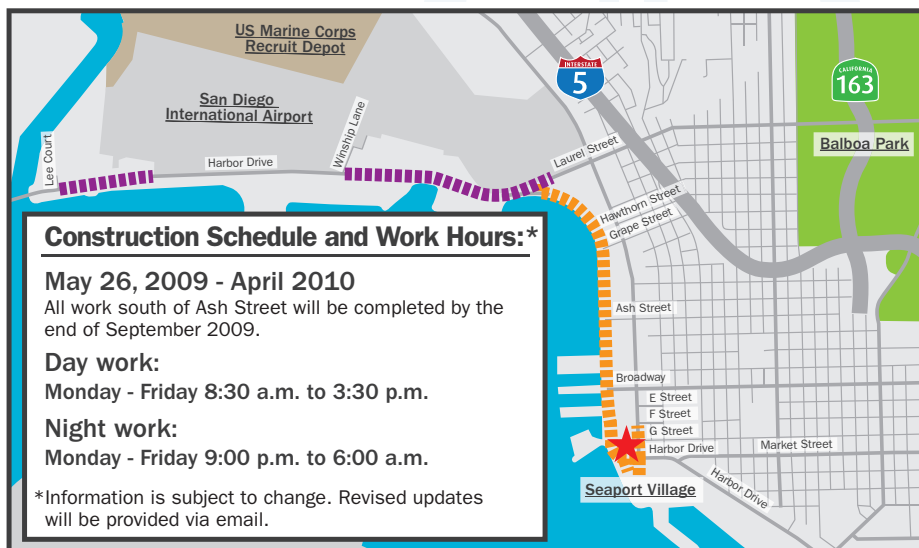 US Marine Corps
Recruit Depot
San Diego
International Airport
INTERSTATE
5
CALIFORNIA
163
Balboa Park
Lee Court
Harbor Drive
Winship Lane
Laurel Street
Hawthorn Street
Grape Street
Ash Street
Broadway
E Street
F Street
G Street
Harbor Drive
Market Street
Harbor Drive
Seaport Village
Construction Schedule and Work Hours:*
May 26, 2009 - April 2010
All work south of Ash Street will be completed by the
end of September 2009.
Day work:
Monday - Friday 8:30 a.m. to 3:30 p.m.
Night work:
Monday - Friday 9:00 p.m. to 6:00 a.m.
*Information is subject to change. Revised updates
will be provided via email.